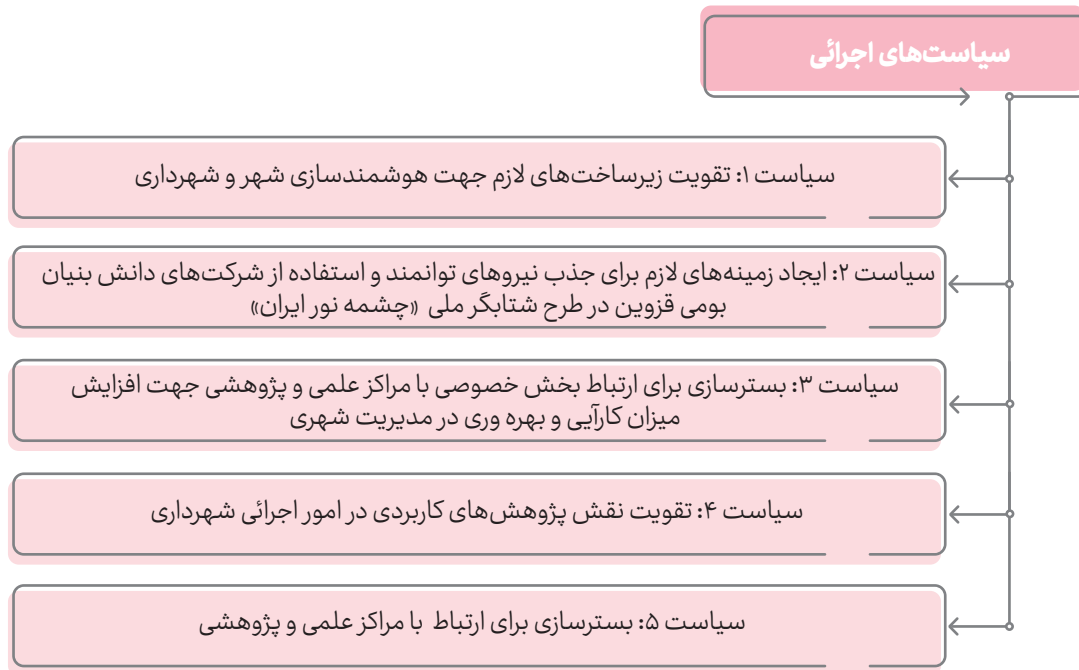 سیاست‌های اجرائی
سیاست ۱: تقویت زیرساخت‌های لازم جهت هوشمندسازی شهر و شهرداری
سیاست ۲: ایجاد زمینه‌های لازم برای جذب نیروهای توانمند و استفاده از شرکت‌های دانش بنیان
بومی قزوین در طرح شتابگر ملی «چشمه نور ایران»
سیاست ۳: بسترسازی برای ارتباط بخش خصوصی با مراکز علمی و پژوهشی جهت افزایش
میزان کارآیی و بهره وری در مدیریت شهری
سیاست ۴: تقویت نقش پژوهش‌های کاربردی در امور اجرائی شهرداری
سیاست ۵: بسترسازی برای ارتباط با مراکز علمی و پژوهشی